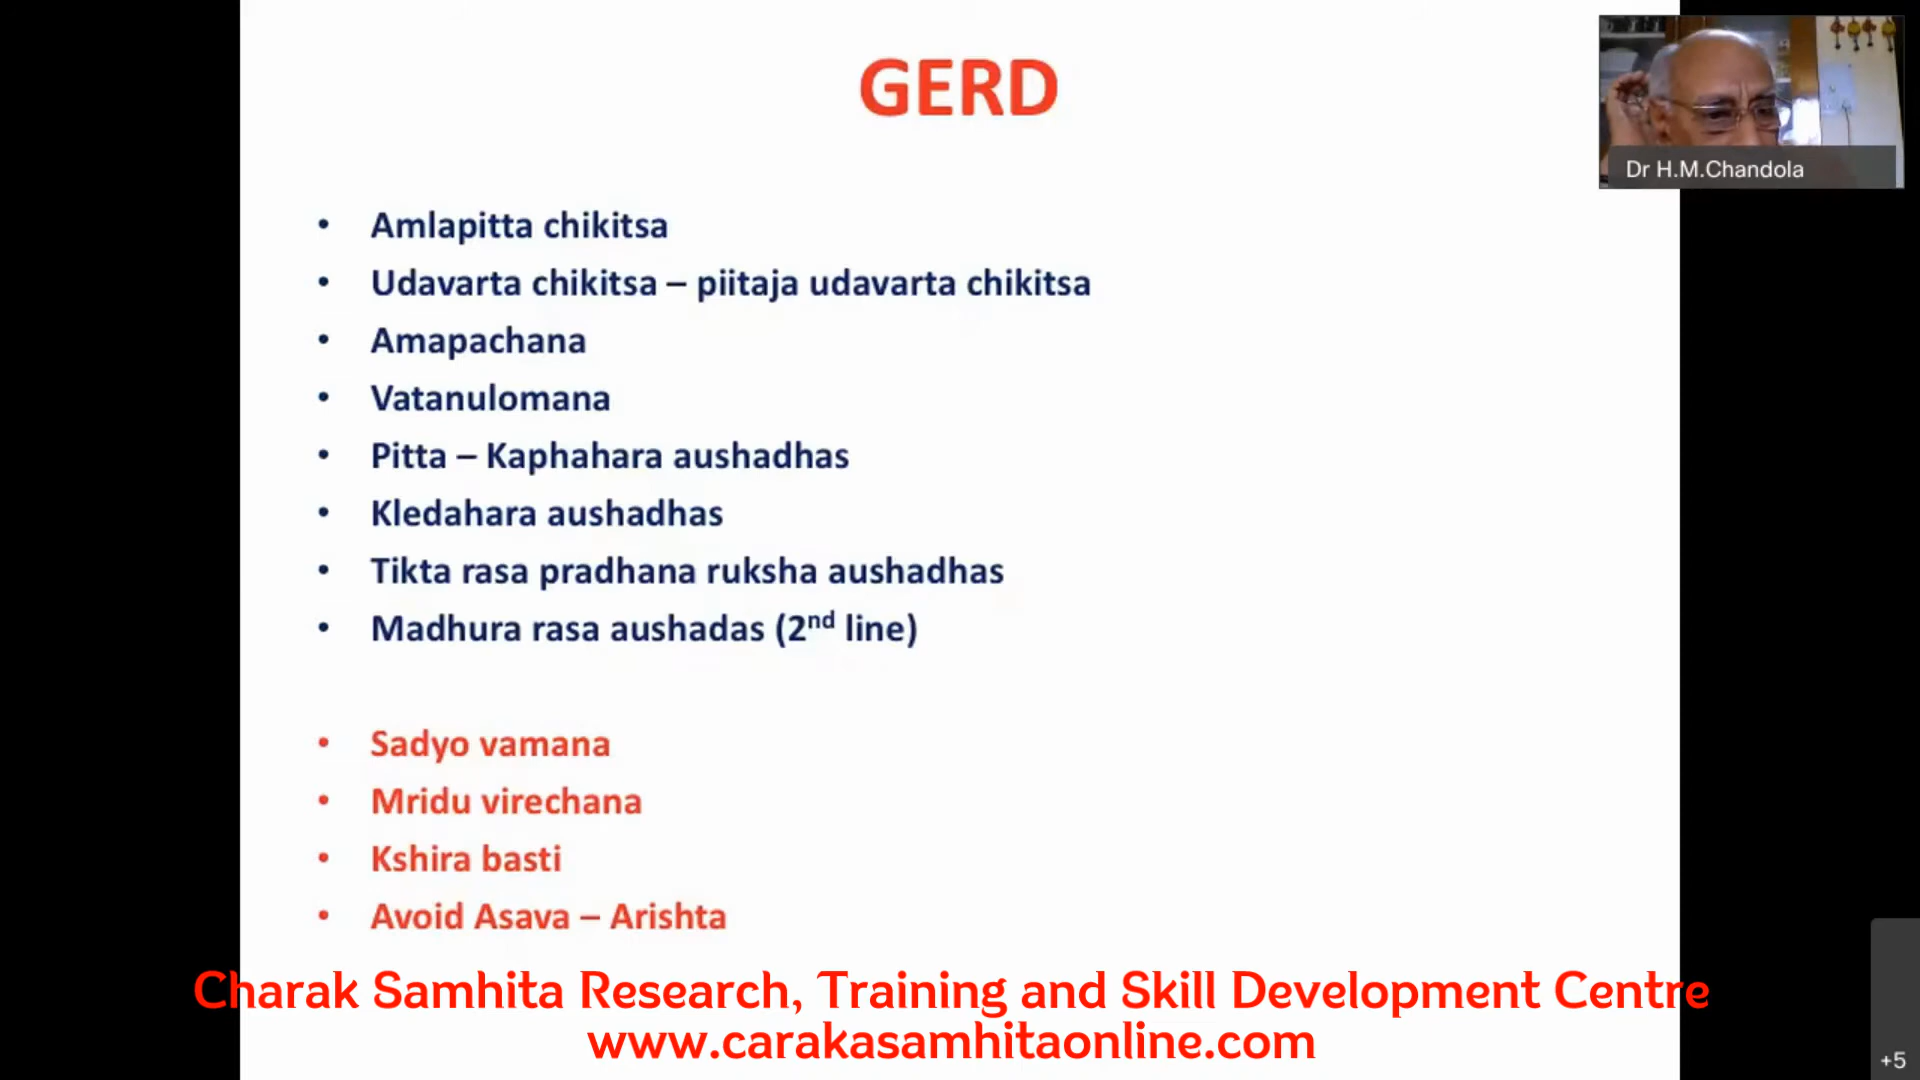 GERD
Dr H.M.Chandola
• Amlapitta chikitsa
• Udavarta chikitsa – piitaja udavarta chikitsa
• Amapachana
• Vatanulomana
• Pitta – Kaphahara aushadhas
• Kledahara aushadhas
• Tikta rasa pradhana ruksha aushadhas
• Madhura rasa aushadas (2nd line)
• Sadyo vamana
• Mridu virechana
• Kshira basti
• Avoid Asava – Arishta
Charak Samhita Research, Training and Skill Development Centre
www.carakasamhitaonline.com
+5